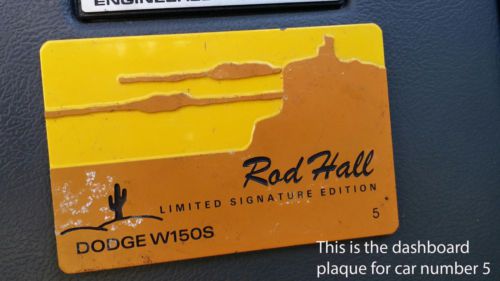 Rod Hall
LIMITED SIGNATURE EDITION
DODGE W150S
5
This is the dashboard
plaque for car number 5